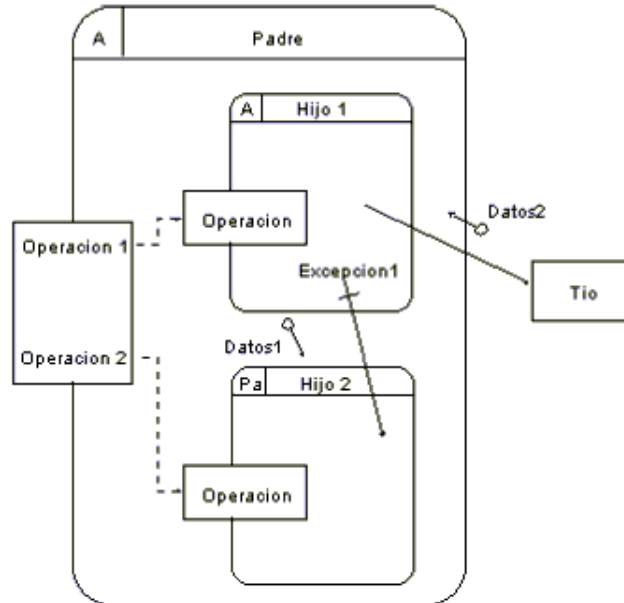 A
Padre
A
Hijo 1
Operacion
Datos2
Operacion 1
Excepcion1
Tio
Datos1
Operacion 2
Pa
Hijo 2
Operacion